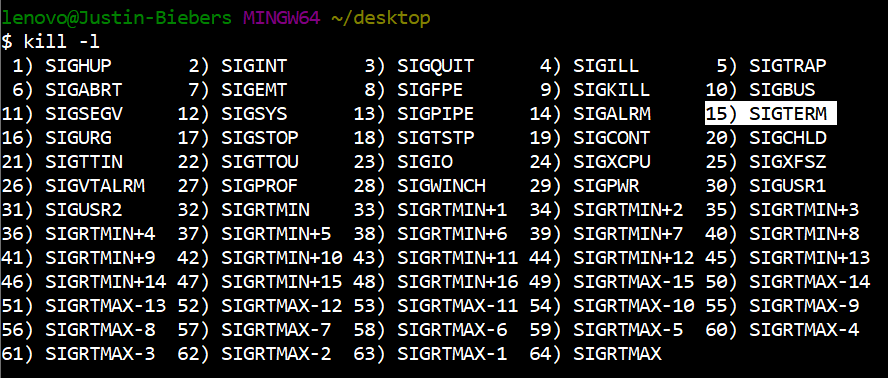 lenovo@Justin-Biebers MINGW64 ~/desktop
$ kill -l
 1) SIGHUP       2) SIGINT       3) SIGQUIT      4) SIGILL       5) SIGTRAP
 6) SIGABRT      7) SIGEMT       8) SIGFPE       9) SIGKILL     10) SIGBUS
11) SIGSEGV     12) SIGSYS      13) SIGPIPE     14) SIGALRM     15) SIGTERM
16) SIGURG      17) SIGSTOP     18) SIGTSTP     19) SIGCONT     20) SIGCHLD
21) SIGTTIN     22) SIGTTOU     23) SIGIO       24) SIGXCPU     25) SIGXFSZ
26) SIGVTALRM   27) SIGPROF     28) SIGWINCH    29) SIGPWR      30) SIGUSR1
31) SIGUSR2     32) SIGRTMIN    33) SIGRTMIN+1  34) SIGRTMIN+2  35) SIGRTMIN+3
36) SIGRTMIN+4  37) SIGRTMIN+5  38) SIGRTMIN+6  39) SIGRTMIN+7  40) SIGRTMIN+8
41) SIGRTMIN+9  42) SIGRTMIN+10 43) SIGRTMIN+11 44) SIGRTMIN+12 45) SIGRTMIN+13
46) SIGRTMIN+14 47) SIGRTMIN+15 48) SIGRTMIN+16 49) SIGRTMAX-15 50) SIGRTMAX-14
51) SIGRTMAX-13 52) SIGRTMAX-12 53) SIGRTMAX-11 54) SIGRTMAX-10 55) SIGRTMAX-9
56) SIGRTMAX-8  57) SIGRTMAX-7  58) SIGRTMAX-6  59) SIGRTMAX-5  60) SIGRTMAX-4
61) SIGRTMAX-3  62) SIGRTMAX-2  63) SIGRTMAX-1  64) SIGRTMAX